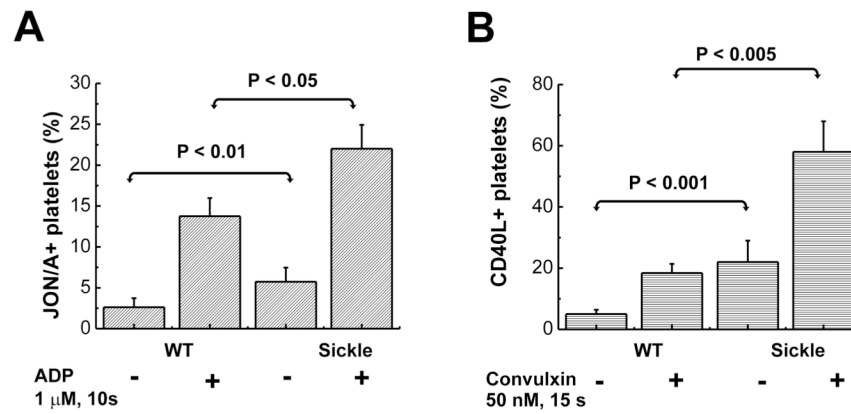 A
JON/A+ platelets (%)
30
25
20
15
10
5
0
P < 0.05
P < 0.01
WT
Sickle
ADP
- + - +
1 μM, 10s
B
CD40L+ platelets (%)
80
60
40
20
0
P < 0.005
P < 0.001
WT
Sickle
Convulxin
- + - +
50 nM, 15 s